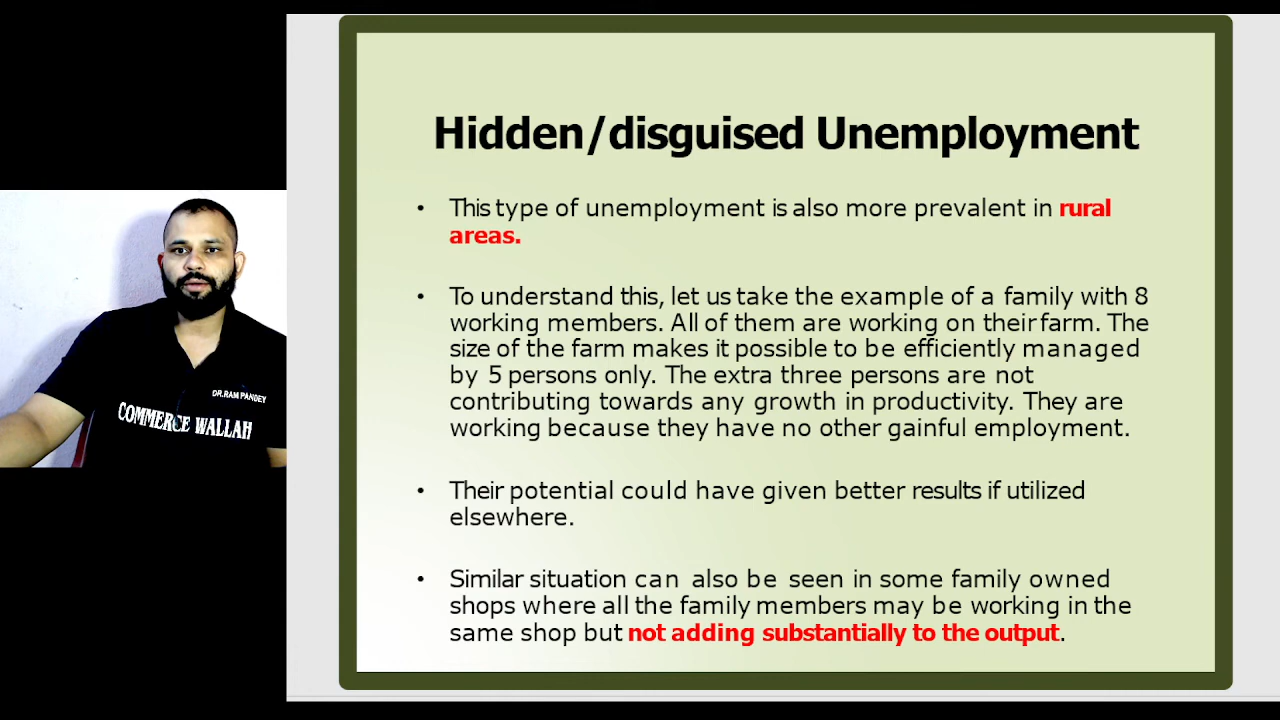 Hidden/disguised Unemployment
• This type of unemployment is also more prevalent in rural
areas.
• To understand this, let us take the example of a family with 8
working members. All of them are working on their farm. The
size of the farm makes it possible to be efficiently managed
by 5 persons only. The extra three persons are not
contributing towards any growth in productivity. They are
working because they have no other gainful employment.
• Their potential could have given better results if utilized
elsewhere.
• Similar situation can also be seen in some family owned
shops where all the family members may be working in the
same shop but not adding substantially to the output.
DR.RAM PANDEY
COMMERCE WALLAH